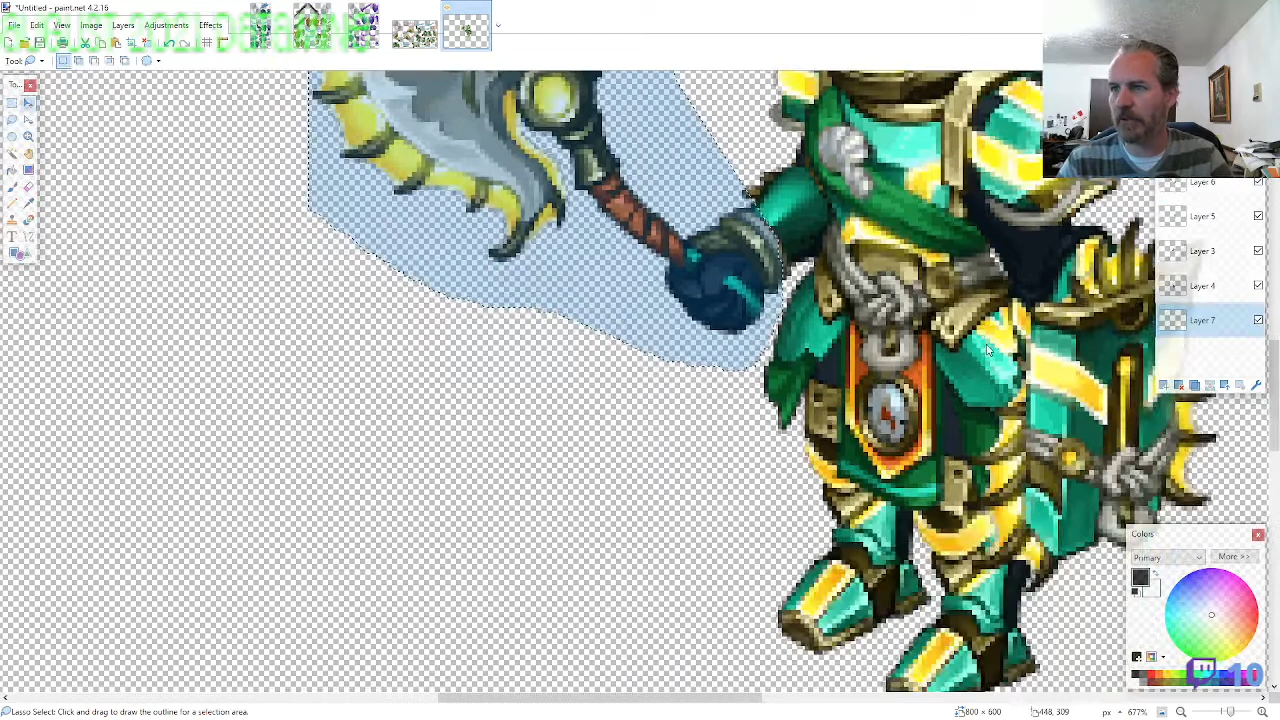 *Untitled - paint.net 4.2.16
File Edit View Image Layers Adjustments Effects
Tool:
To...
Layer 6
Layer 5
Layer 3
Layer 4
Layer 7
Colors
Primary
More >>
10
Lasso Select: Click and drag to draw the outline for a selection area.
800 × 600
448, 309
px
677%